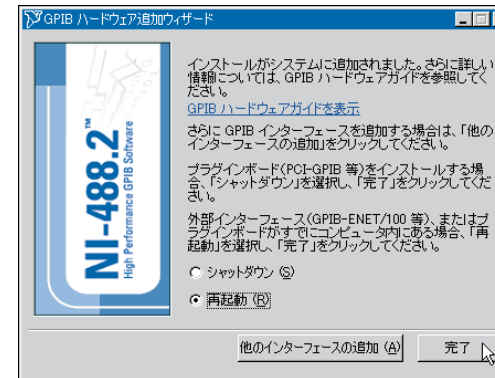 GPIB ハードウェア追加ウィザード
インストールがシステムに追加されました。さらに詳しい
情報については、GPIB ハードウェアガイドを参照してく
ださい。
GPIB ハードウェアガイドを表示
さらに GPIB インターフェースを追加する場合は、「他の
インターフェースの追加」をクリックしてください。
プラグインボード(PCI-GPIB 等)をインストールする場
合、「シャットダウン」を選択し、「完了」をクリックしてくだ
さい。
外部インターフェース(GPIB-ENET/100 等)、またはプ
ラグインボードがすでにコンピュータ内にある場合、「再
起動」を選択し、「完了」をクリックしてください。
シャットダウン (S)
再起動 (R)
他のインターフェースの追加 (A)
完了
NI-488.2™
High Performance GPIB Software